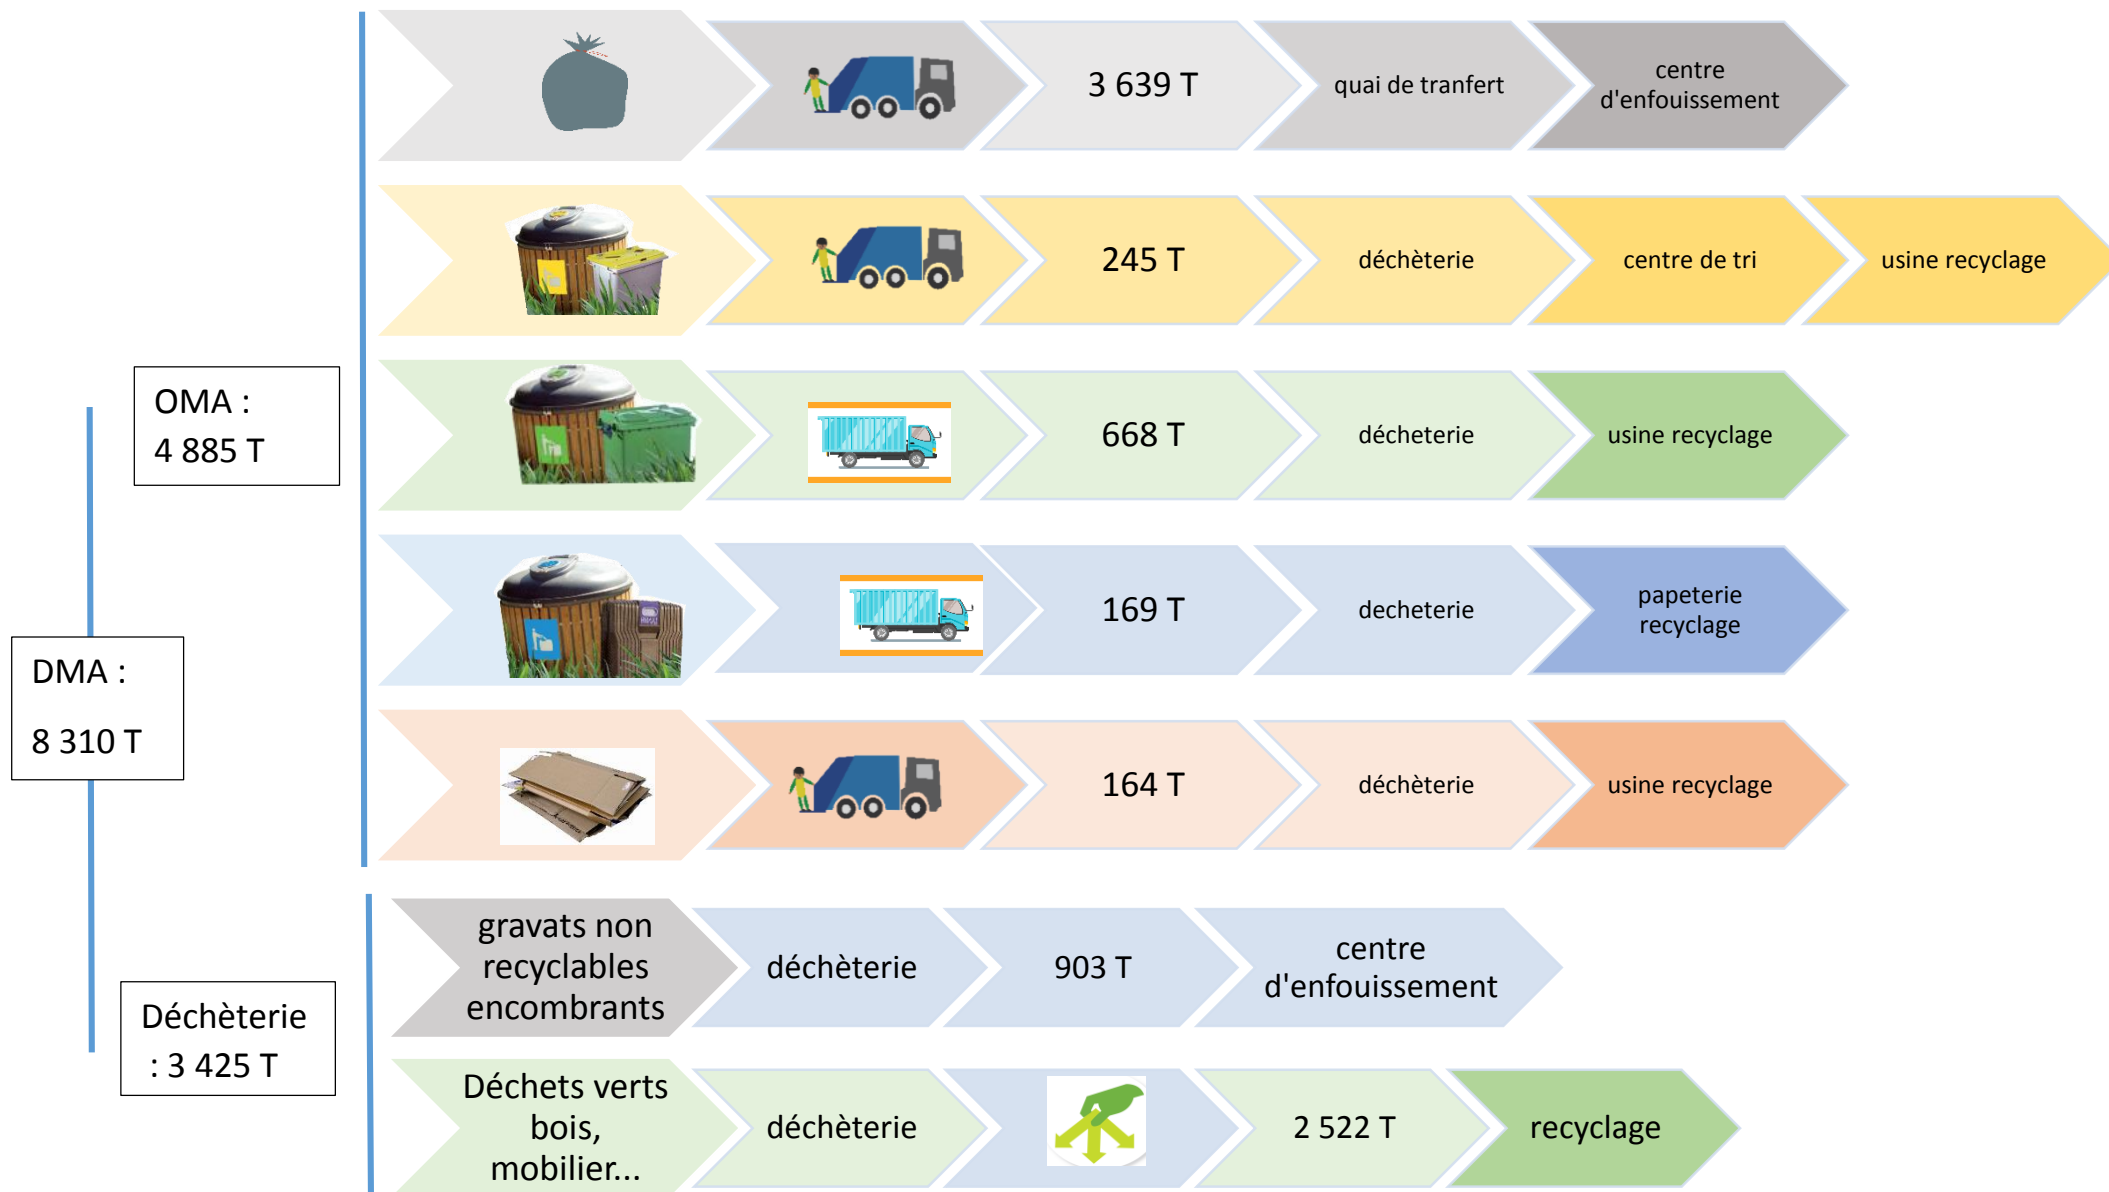 3 639 T
quai de tranfert
centre
d'enfouissement
245 T
déchèterie
centre de tri
usine recyclage
OMA :
4 885 T
668 T
décheterie
usine recyclage
169 T
decheterie
papeterie
recyclage
DMA :
8 310 T
164 T
déchèterie
usine recyclage
gravats non
recyclables
encombrants
déchèterie
903 T
centre
d'enfouissement
Déchèterie
: 3 425 T
Déchets verts
bois,
mobilier...
déchèterie
2 522 T
recyclage